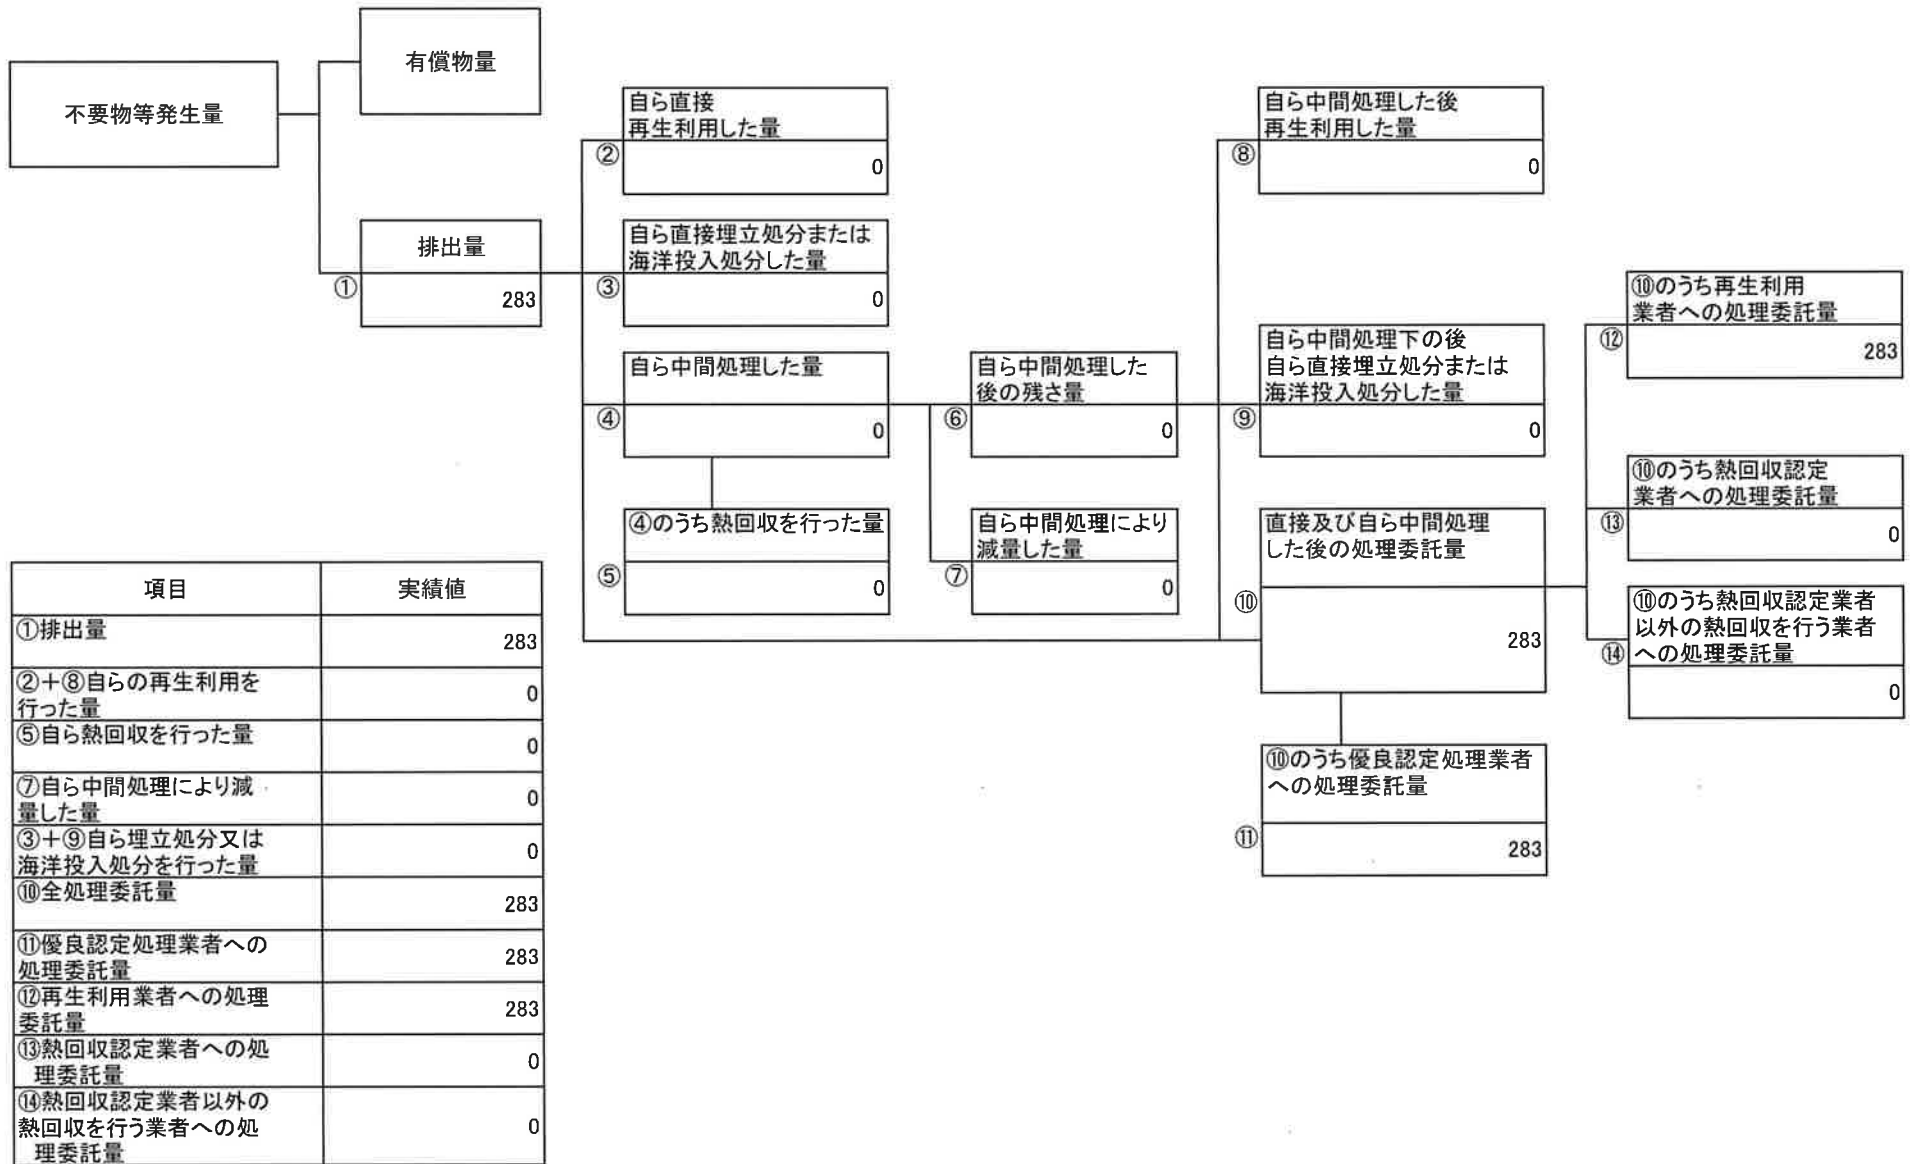 不要物等発生量
有償物量
排出量
①
283
自ら直接
再生利用した量
②
0
自ら直接埋立処分または
海洋投入処分した量
③
0
自ら中間処理した量
④
0
④のうち熱回収を行った量
⑤
0
自ら中間処理した
後の残さ量
⑥
0
自ら中間処理により
減量した量
⑦
0
自ら中間処理した後
再生利用した量
⑧
0
自ら中間処理下の後
自ら直接埋立処分または
海洋投入処分した量
⑨
0
直接及び自ら中間処理
した後の処理委託量
⑩
283
⑩のうち優良認定処理業者
への処理委託量
⑪
283
⑩のうち再生利用
業者への処理委託量
⑫
283
⑩のうち熱回収認定
業者への処理委託量
⑬
0
⑩のうち熱回収認定業者
以外の熱回収を行う業者
への処理委託量
⑭
0
項目 実績値
①排出量
283
②＋⑧自らの再生利用を
行った量
0
⑤自ら熱回収を行った量
0
⑦自ら中間処理により減
量した量
0
③＋⑨自ら埋立処分又は
海洋投入処分を行った量
0
⑩全処理委託量
283
⑪優良認定処理業者への
処理委託量
283
⑫再生利用業者への処理
委託量
283
⑬熱回収認定業者への処
理委託量
0
⑭熱回収認定業者以外の
熱回収を行う業者への処
理委託量
0